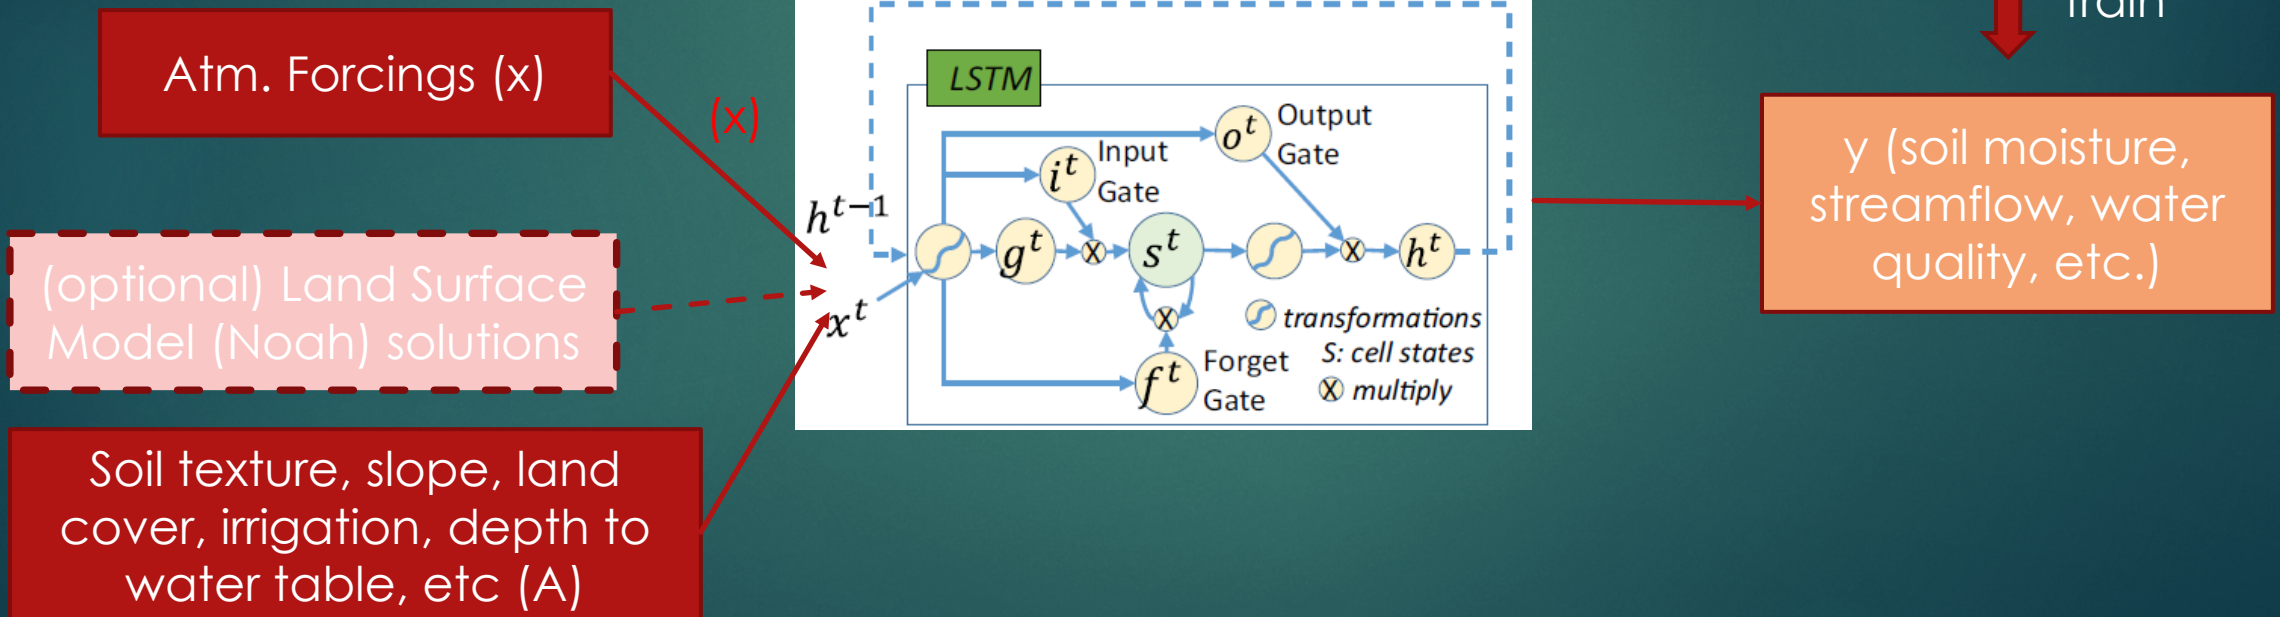 train
Atm. Forcings (x)
(x)
(optional) Land Surface
Model (Noah) solutions
Soil texture, slope, land
cover, irrigation, depth to
water table, etc (A)
LSTM
h^{t-1}
x^t
i^t
Input
Gate
o^t
Output
Gate
g^t
X
s^t
X
h^t
X
f^t
Forget
Gate
transformations
S: cell states
X multiply
y (soil moisture,
streamflow, water
quality, etc.)